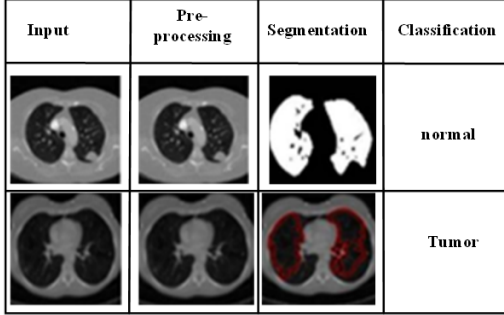 Input
Pre-
processing
Segmentation
Classification
normal
Tumor